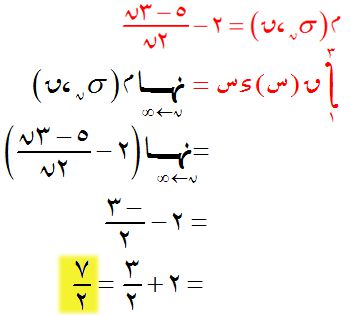 م(σن ، ق) = ٢ − (٥ − ٣ن)/(٢ن)
∫١^٣ ق(س) ءس = نهــا ن←∞ م(σن ، ق)
= نهــا ن←∞ (٢ − (٥ − ٣ن)/(٢ن))
= ٢ − (−٣)/٢
= ٢ + ٣/٢ = ٧/٢